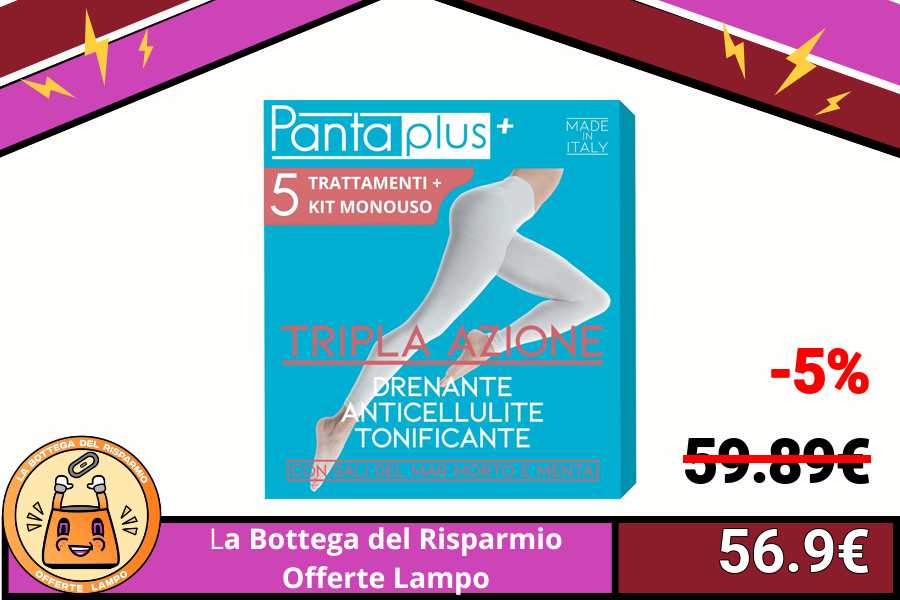 Panta plus+
MADE
IN
ITALY
5 TRATTAMENTI +
KIT MONOUSO
TRIPLA AZIONE
DRENANTE
ANTICELLULITE
TONIFICANTE
CON SALI DEL MAR MORTO E MENTA
-5%
59.89€
56.9€
LA BOTTEGA DEL RISPARMIO
OFFERTE LAMPO
La Bottega del Risparmio
Offerte Lampo